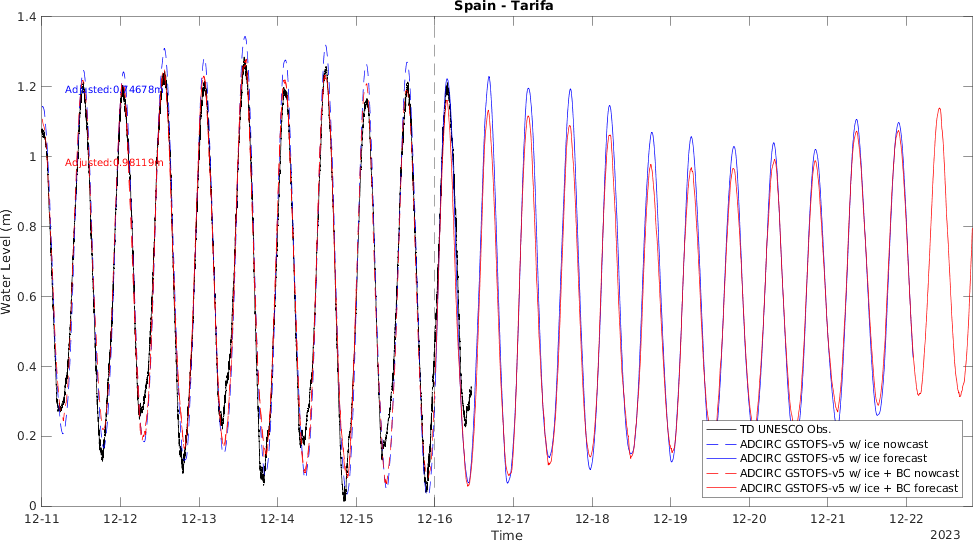 Spain - Tarifa
1.4
1.2
1
0.8
0.6
0.4
0.2
0
Water Level (m)
Adjusted:0.98119m
TD UNESCO Obs.
ADCIRC GSTOFS-v5 w/ ice nowcast
ADCIRC GSTOFS-v5 w/ ice forecast
ADCIRC GSTOFS-v5 w/ ice + BC nowcast
ADCIRC GSTOFS-v5 w/ ice + BC forecast
12-11 12-12 12-13 12-14 12-15 12-16 12-17 12-18 12-19 12-20 12-21 12-22
Time
2023